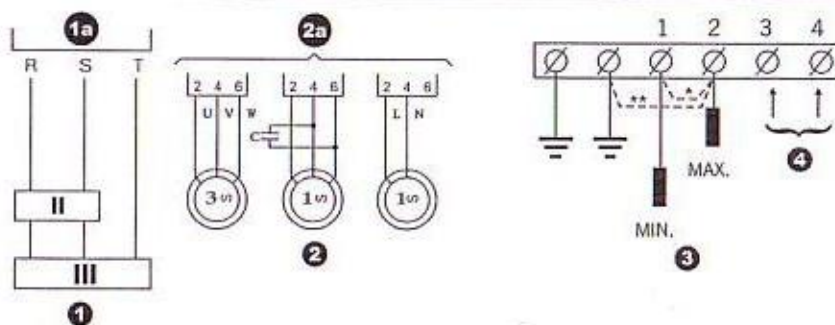 1a
R S T
II
III
1
2a
2 4 6
U V W
3∽
2 4 6
C
1∽
2 4 6
L N
1∽
2
1 2 3 4
** *
MAX.
MIN.
4
3